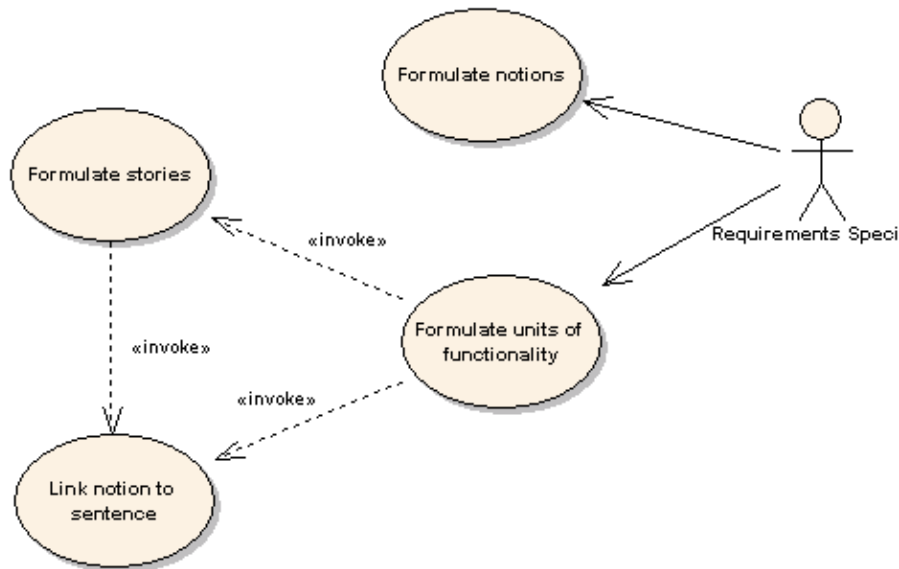 Formulate notions
Formulate stories
Requirements Speci
«invoke»
Formulate units of
functionality
«invoke»
«invoke»
Link notion to
sentence